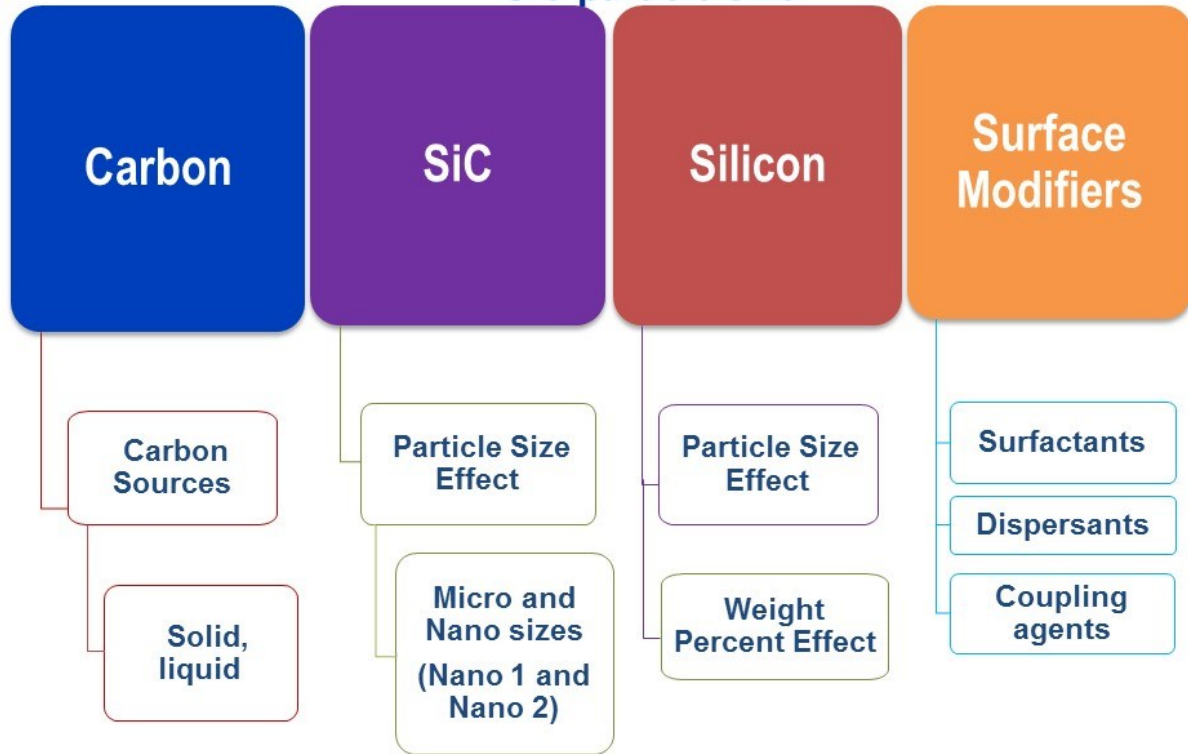 Carbon
SiC
Silicon
Surface
Modifiers
Carbon
Sources
Solid,
liquid
Particle Size
Effect
Micro and
Nano sizes
(Nano 1 and
Nano 2)
Particle Size
Effect
Weight
Percent Effect
Surfactants
Dispersants
Coupling
agents